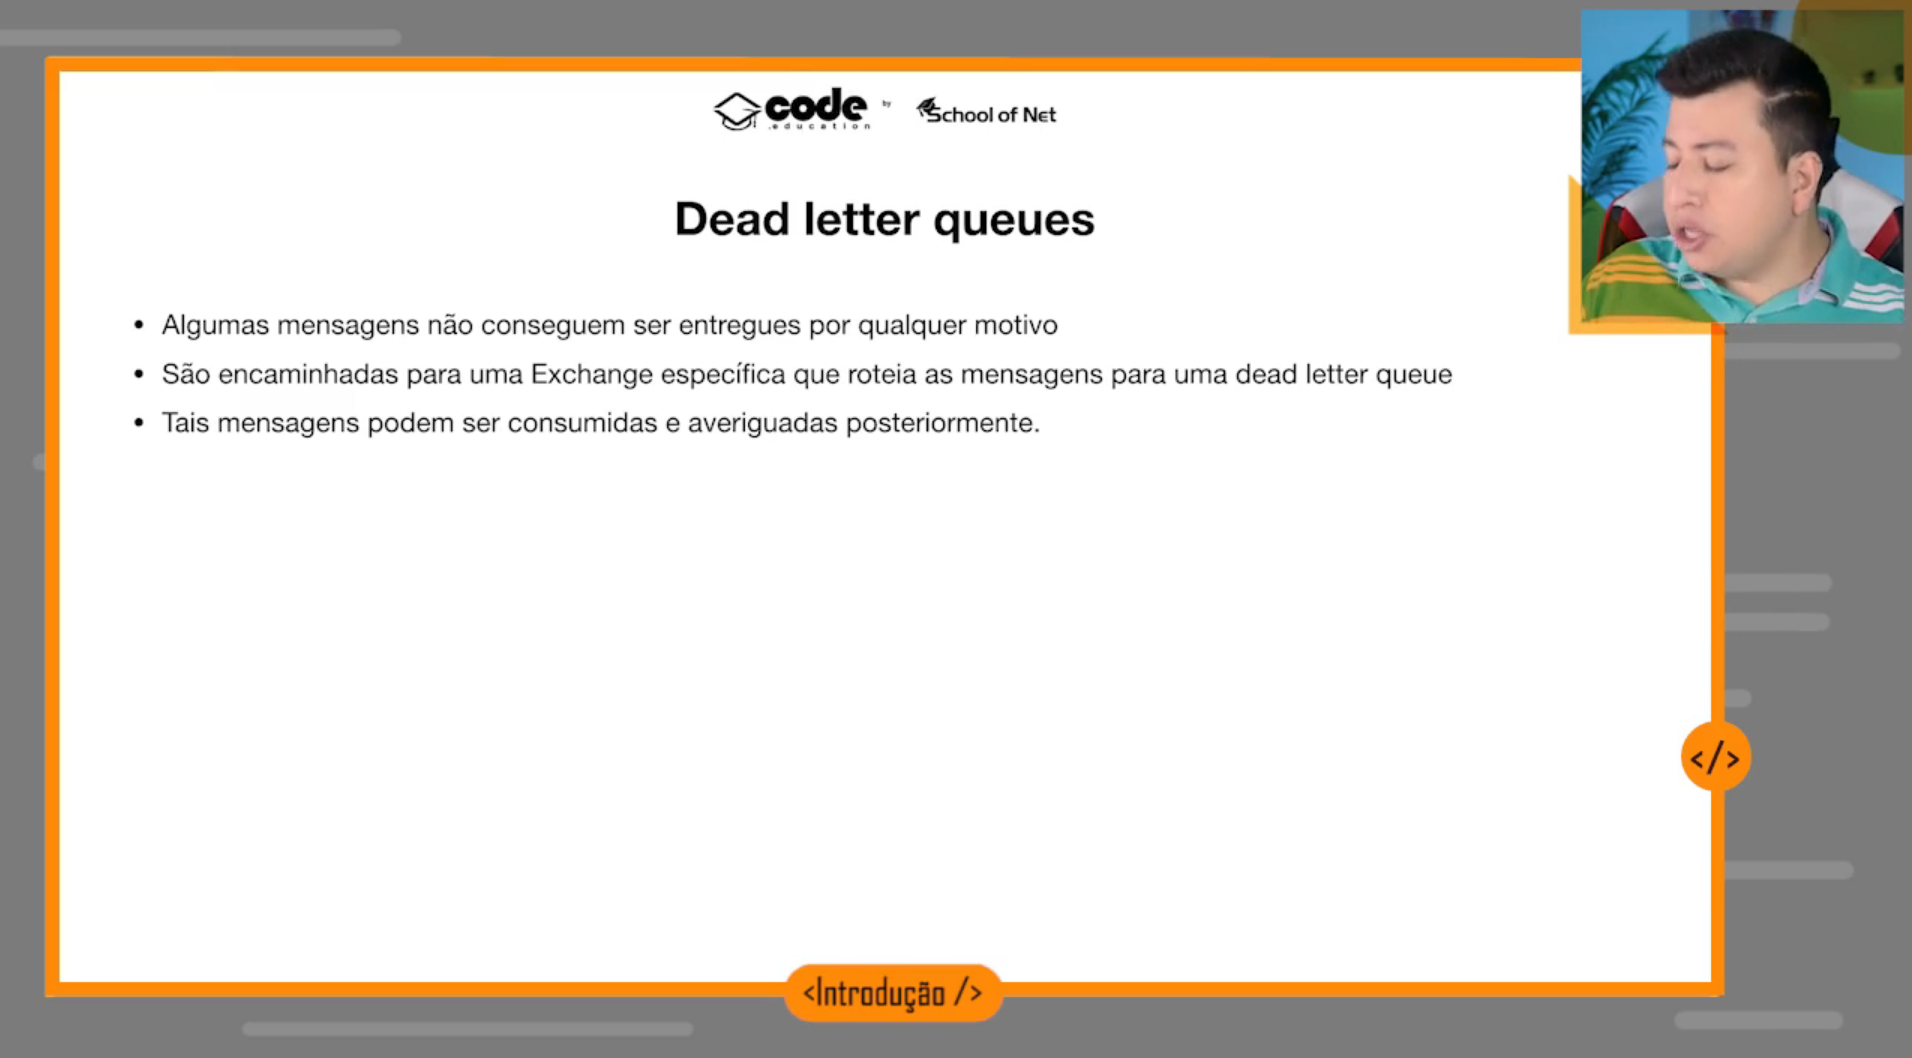 code
.education
by
School of Net
Dead letter queues
• Algumas mensagens não conseguem ser entregues por qualquer motivo
• São encaminhadas para uma Exchange específica que roteia as mensagens para uma dead letter queue
• Tais mensagens podem ser consumidas e averiguadas posteriormente.
</>
<Introdução />